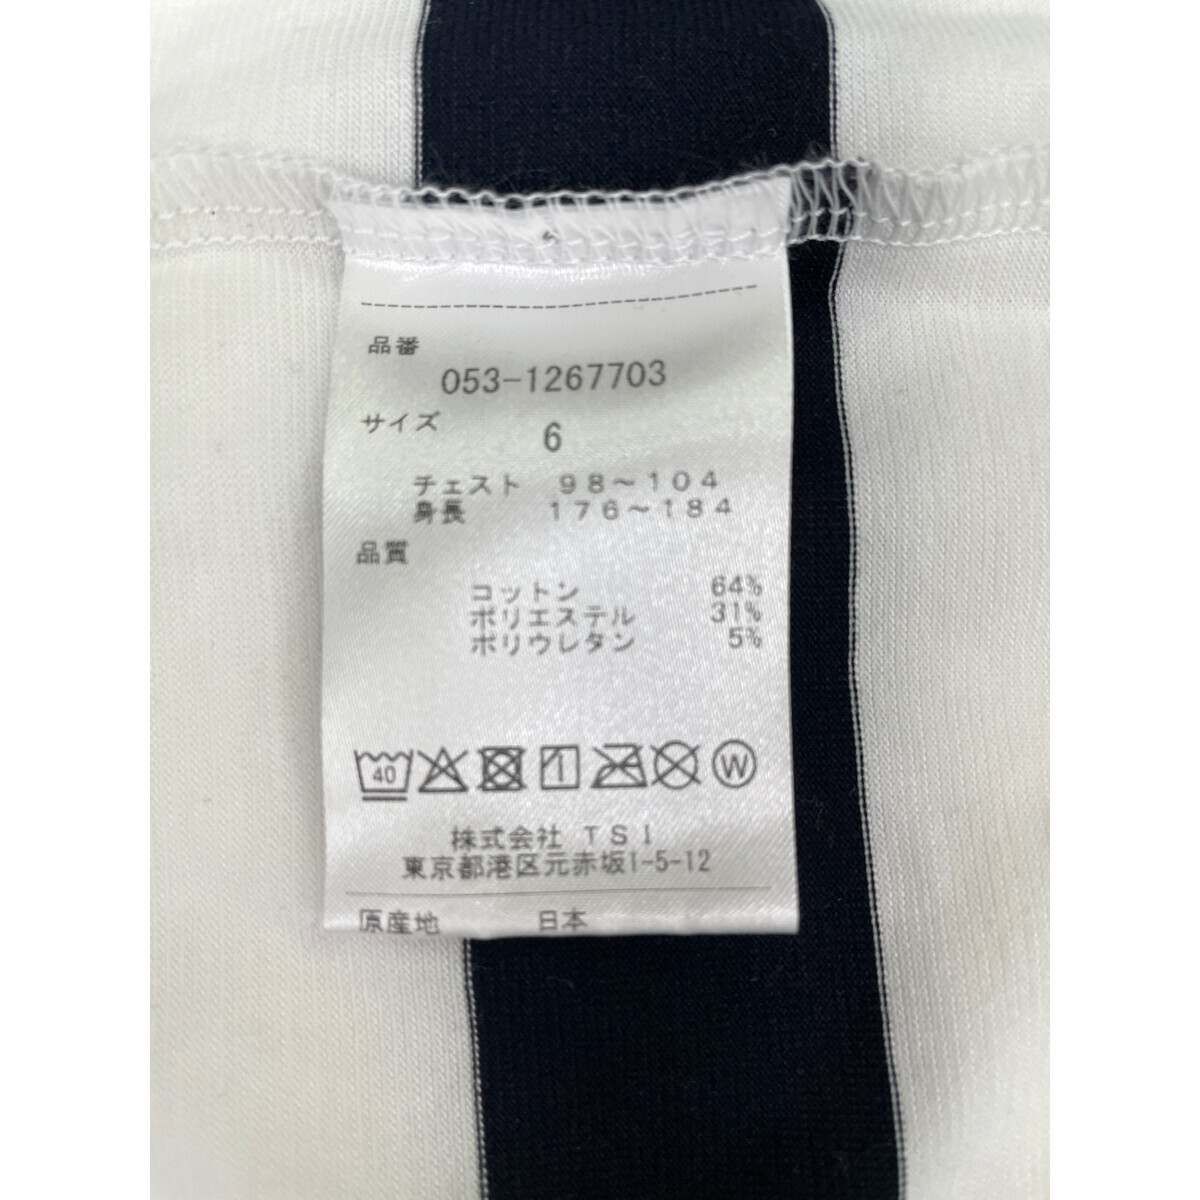 品番
053-1267703
サイズ 6
チェスト 98〜104
身長 176〜184
品質
コットン 64%
ポリエステル 31%
ポリウレタン 5%
40 W
株式会社 TSI
東京都港区元赤坂1-5-12
原産地 日本